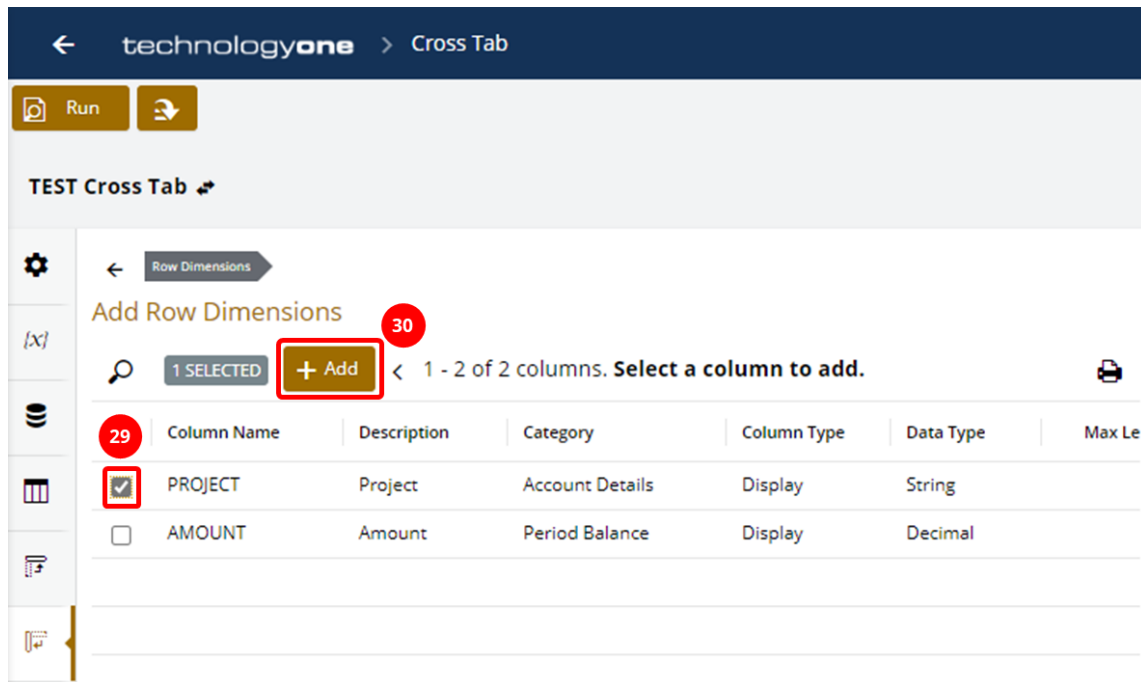 technologyone > Cross Tab
Run
TEST Cross Tab
{x}
Row Dimensions
Add Row Dimensions
30
1 SELECTED + Add < 1 - 2 of 2 columns. Select a column to add.
29 Column Name Description Category Column Type Data Type Max Le
PROJECT Project Account Details Display String
AMOUNT Amount Period Balance Display Decimal